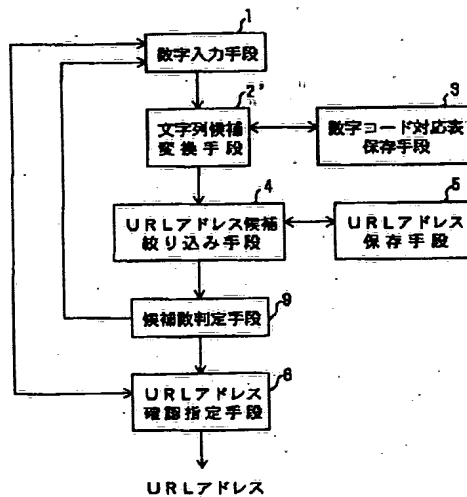 1
数字入力手段
2'
文字列候補
変換手段
3
数字コード対応表
保存手段
4
URLアドレス候補
絞り込み手段
5
URLアドレス
保存手段
9
候補数判定手段
6
URLアドレス
確認指定手段
URLアドレス